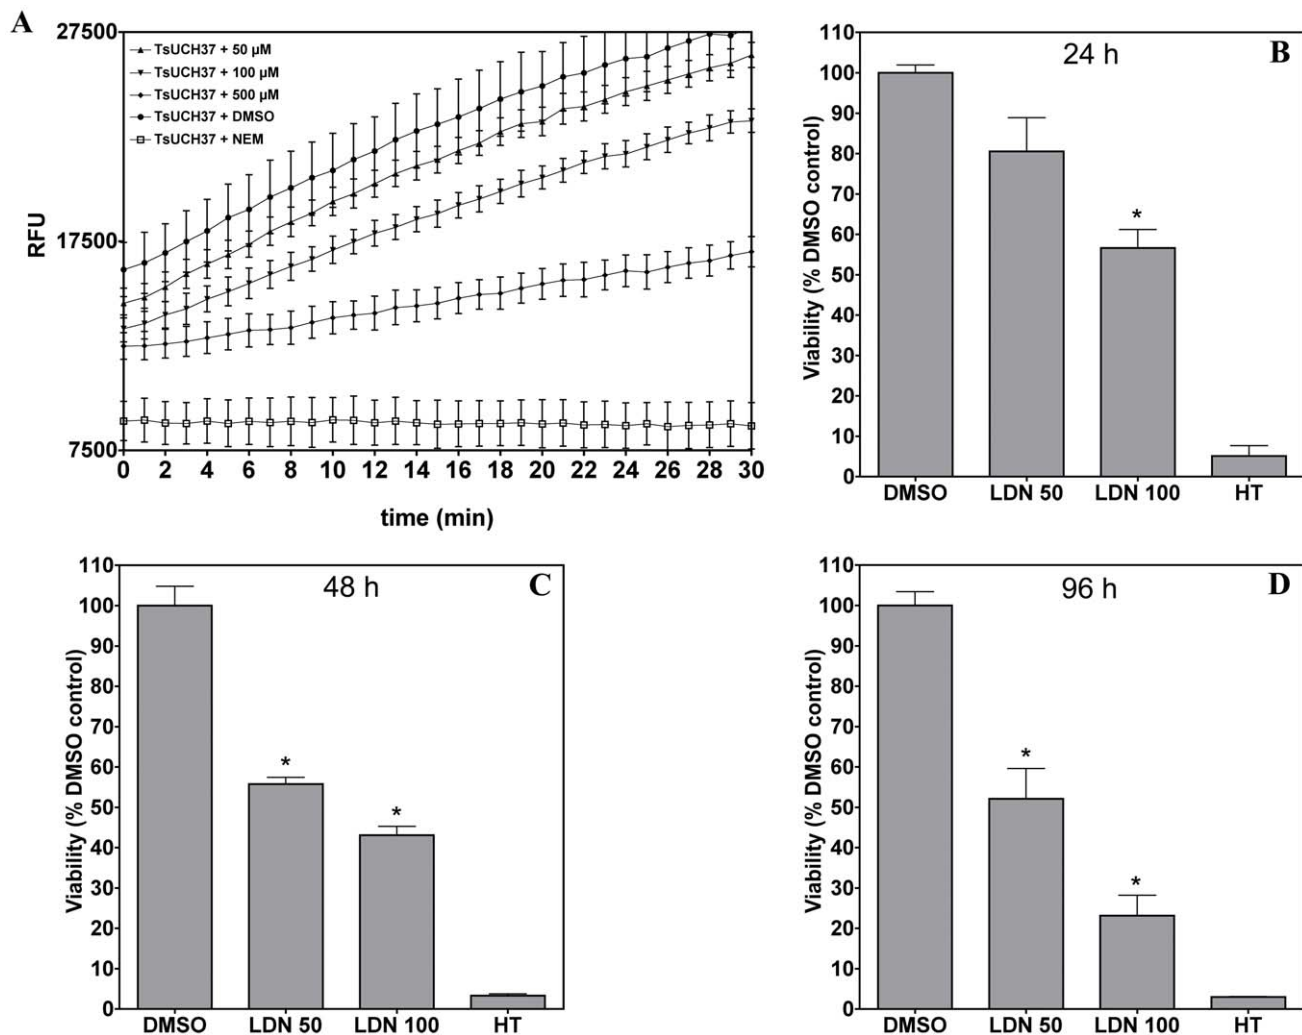 A
27500
17500
7500
RFU
TsUCH37 + 50 μM
TsUCH37 + 100 μM
TsUCH37 + 500 μM
TsUCH37 + DMSO
TsUCH37 + NEM
0 2 4 6 8 10 12 14 16 18 20 22 24 26 28 30
time (min)
B
24 h
Viability (% DMSO control)
110
100
90
80
70
60
50
40
30
20
10
0
*
DMSO LDN 50 LDN 100 HT
C
48 h
Viability (% DMSO control)
110
100
90
80
70
60
50
40
30
20
10
0
*
*
DMSO LDN 50 LDN 100 HT
D
96 h
Viability (% DMSO control)
110
100
90
80
70
60
50
40
30
20
10
0
*
*
DMSO LDN 50 LDN 100 HT